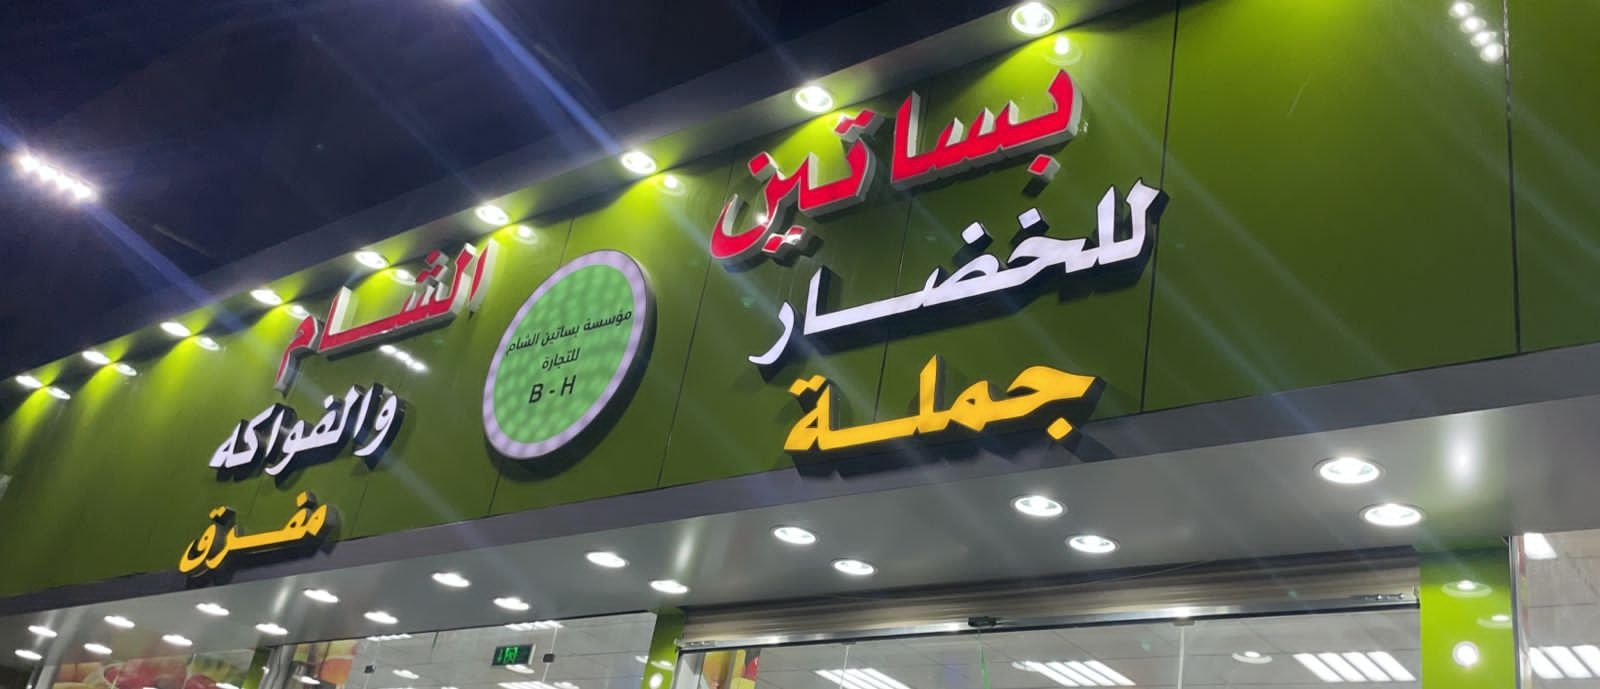 بساتين الشام
للخضار والفواكه
جملة مفرق
مؤسسة بساتين الشام
للتجارة
B - H